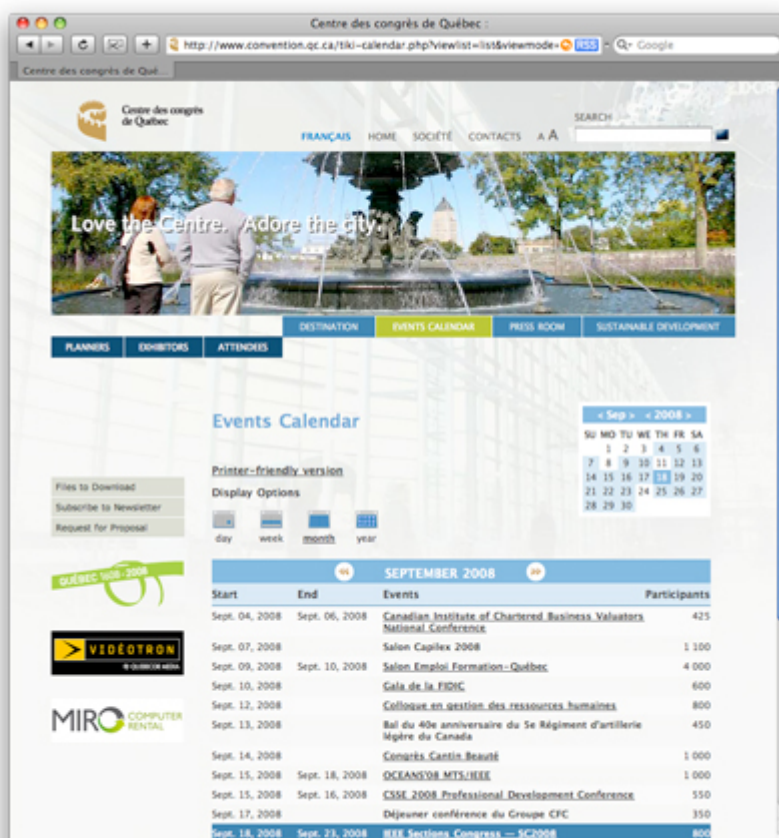 Centre des congrès de Québec :
http://www.convention.qc.ca/tiki-calendar.php?viewlist=list&viewmode=
RSS
Google
Centre des congrès de Qué...
Centre des congrès
de Québec
SEARCH
FRANÇAIS HOME SOCIÉTÉ CONTACTS A A
Love the Centre. Adore the city.
DESTINATION EVENTS CALENDAR PRESS ROOM SUSTAINABLE DEVELOPMENT
PLANNERS EXHIBITORS ATTENDEES
Events Calendar
< Sep > < 2008 >
SU MO TU WE TH FR SA
1 2 3 4 5 6
7 8 9 10 11 12 13
14 15 16 17 18 19 20
21 22 23 24 25 26 27
28 29 30
Printer-friendly version
Display Options
day week month year
Files to Download
Subscribe to Newsletter
Request for Proposal
QUÉBEC 1608-2008
VIDÉOTRON
© QUEBECOR MEDIA
MIRO COMPUTER
RENTAL
SEPTEMBER 2008
Start End Events Participants
Sept. 04, 2008 Sept. 06, 2008 Canadian Institute of Chartered Business Valuators 425
National Conference
Sept. 07, 2008 Salon Capilex 2008 1 100
Sept. 09, 2008 Sept. 10, 2008 Salon Emploi Formation-Québec 4 000
Sept. 10, 2008 Gala de la FIDIC 600
Sept. 12, 2008 Colloque en gestion des ressources humaines 800
Sept. 13, 2008 Bal du 40e anniversaire du 5e Régiment d'artillerie 450
légère du Canada
Sept. 14, 2008 Congrès Cantin Beauté 1 000
Sept. 15, 2008 Sept. 18, 2008 OCEANS'08 MTS/IEEE 1 000
Sept. 15, 2008 Sept. 16, 2008 CSSE 2008 Professional Development Conference 550
Sept. 17, 2008 Déjeuner conférence du Groupe CFC 350
Sept. 18, 2008 Sept. 23, 2008 IEEE Sections Congress — SC2008 800